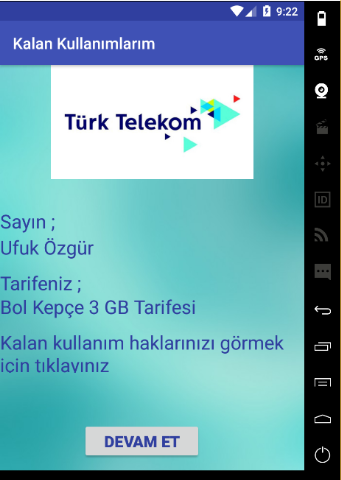 9:22
Kalan Kullanımlarım
GPS
Türk Telekom
ID
Sayın ;
Ufuk Özgür
Tarifeniz ;
Bol Kepçe 3 GB Tarifesi
Kalan kullanım haklarınızı görmek
için tıklayınız
DEVAM ET